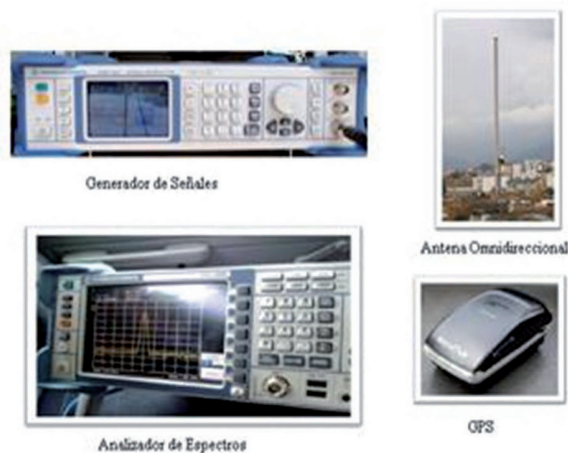 Generador de Señales
Antena Omnidireccional
Analizador de Espectros
GPS